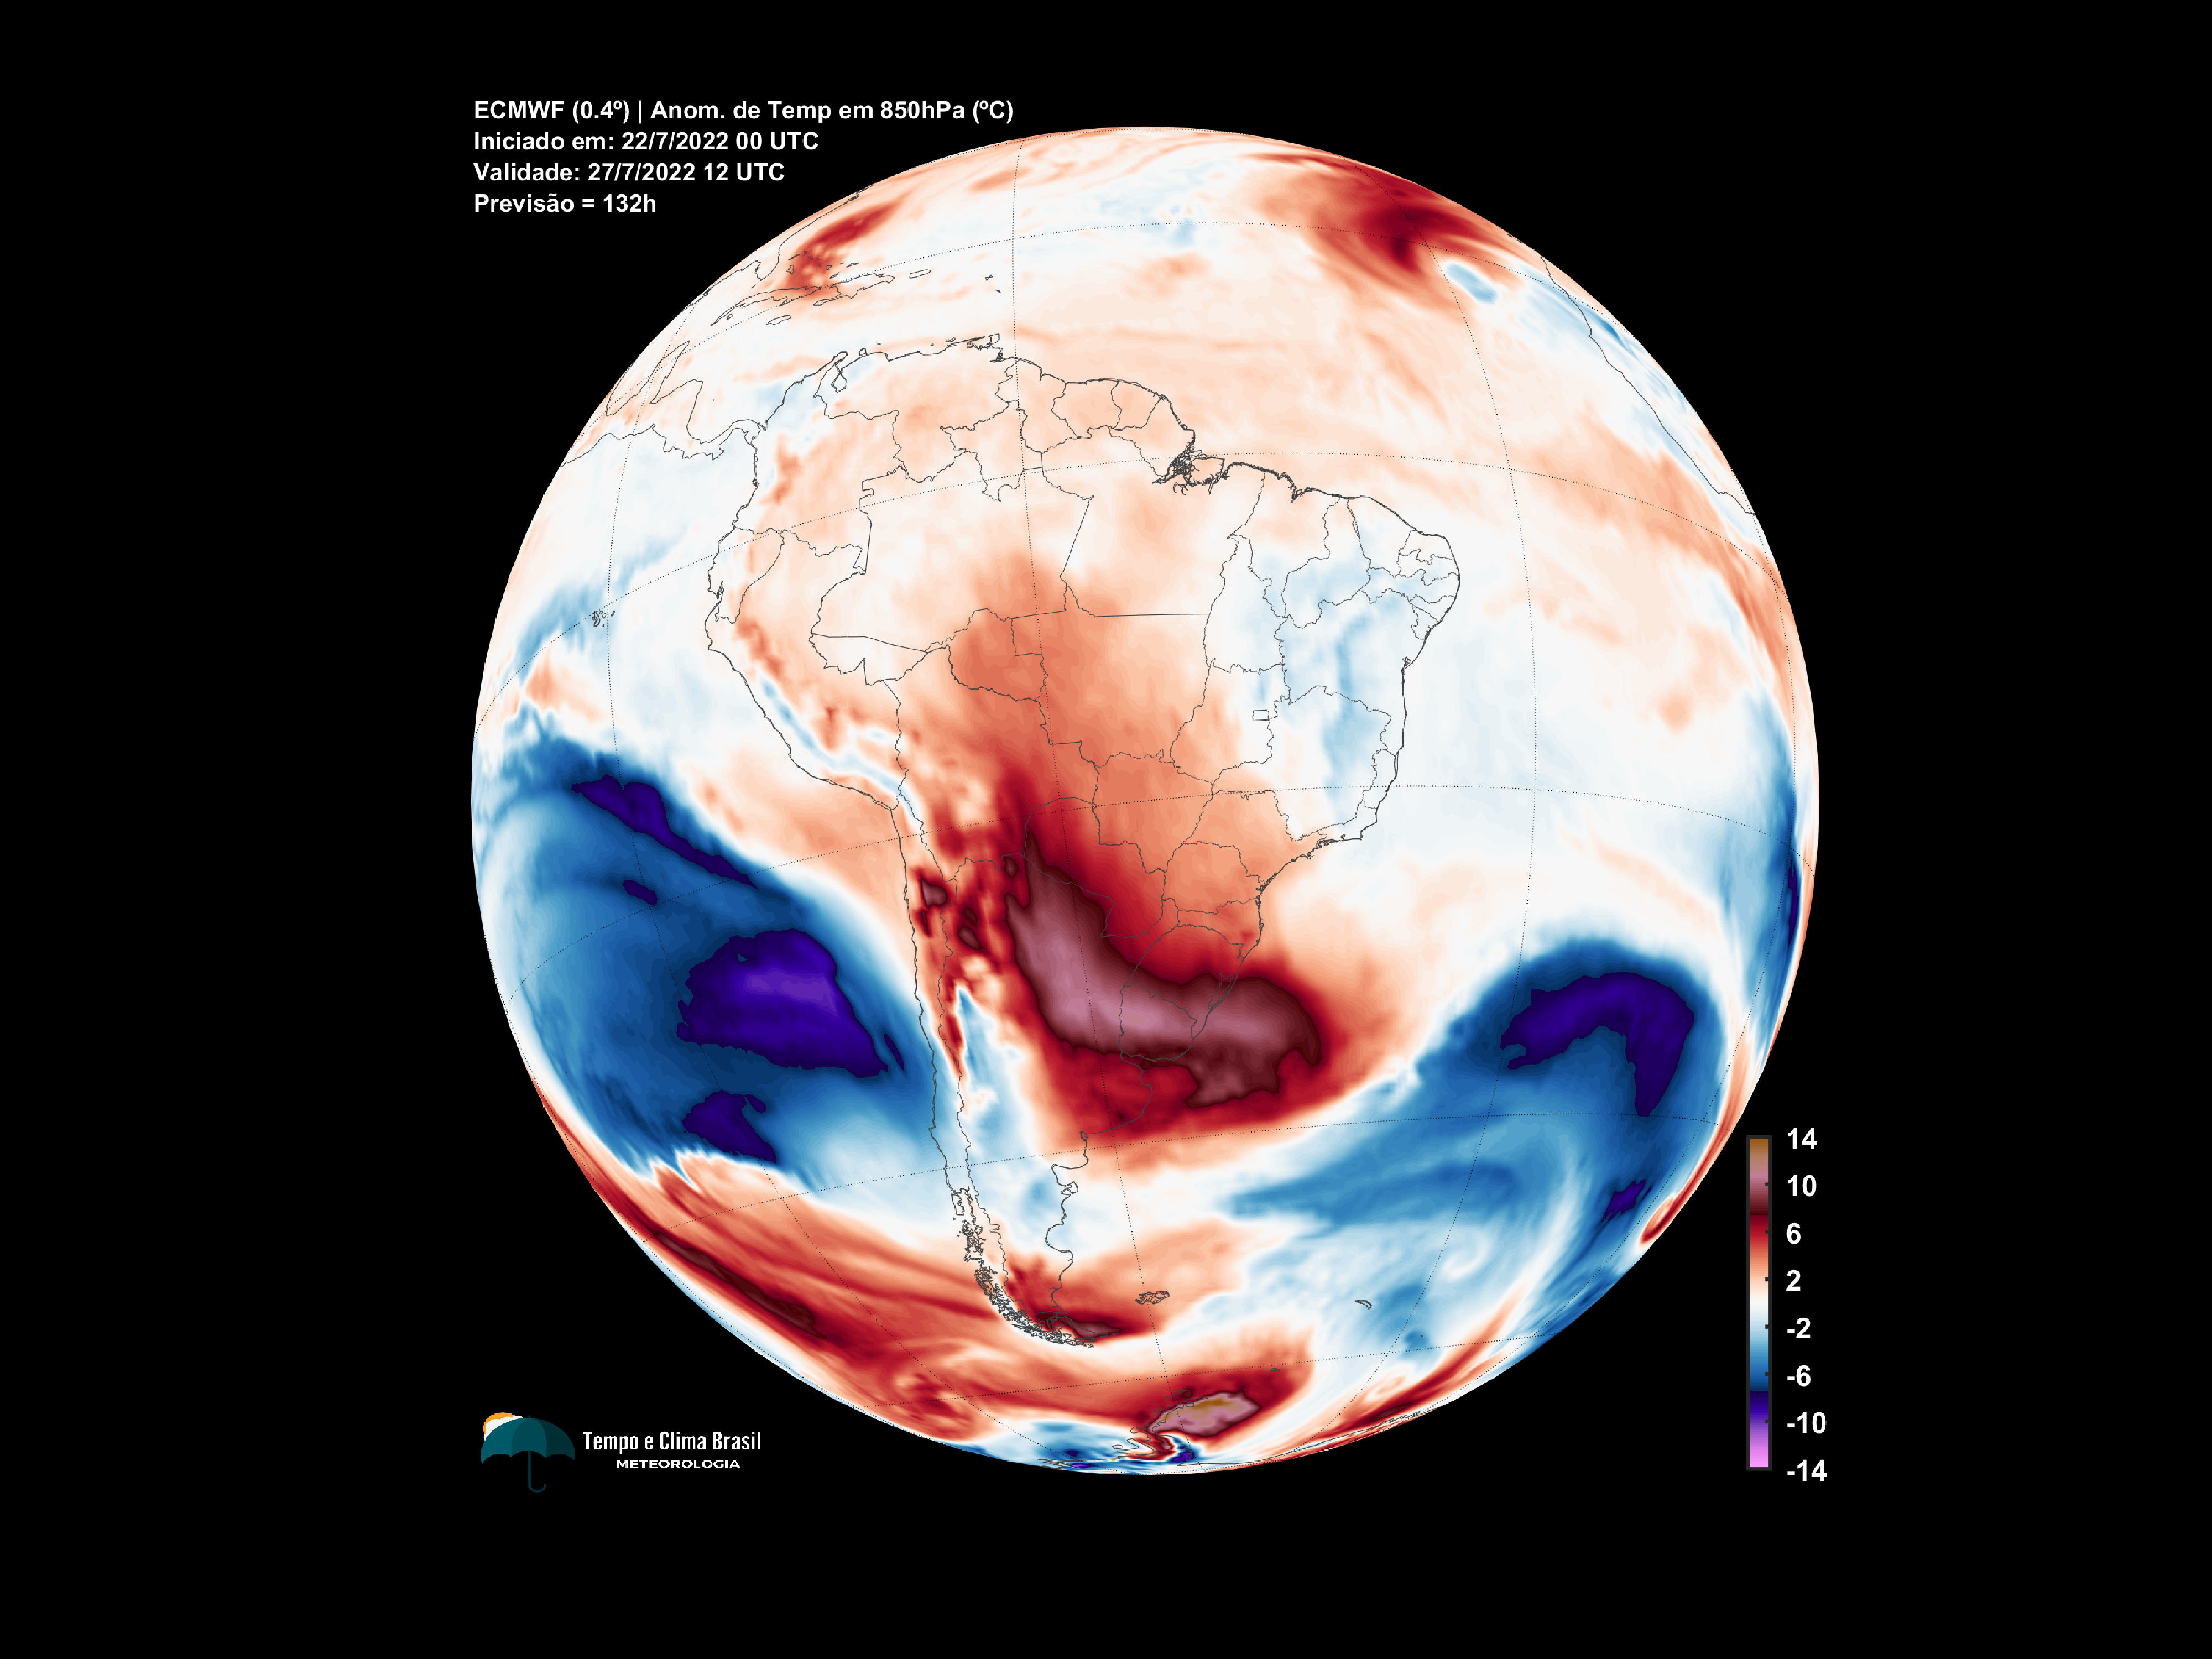 ECMWF (0.4º) | Anom. de Temp em 850hPa (ºC)
Iniciado em: 22/7/2022 00 UTC
Validade: 27/7/2022 12 UTC
Previsão = 132h
14
10
6
2
-2
-6
-10
-14
Tempo e Clima Brasil
METEOROLOGIA